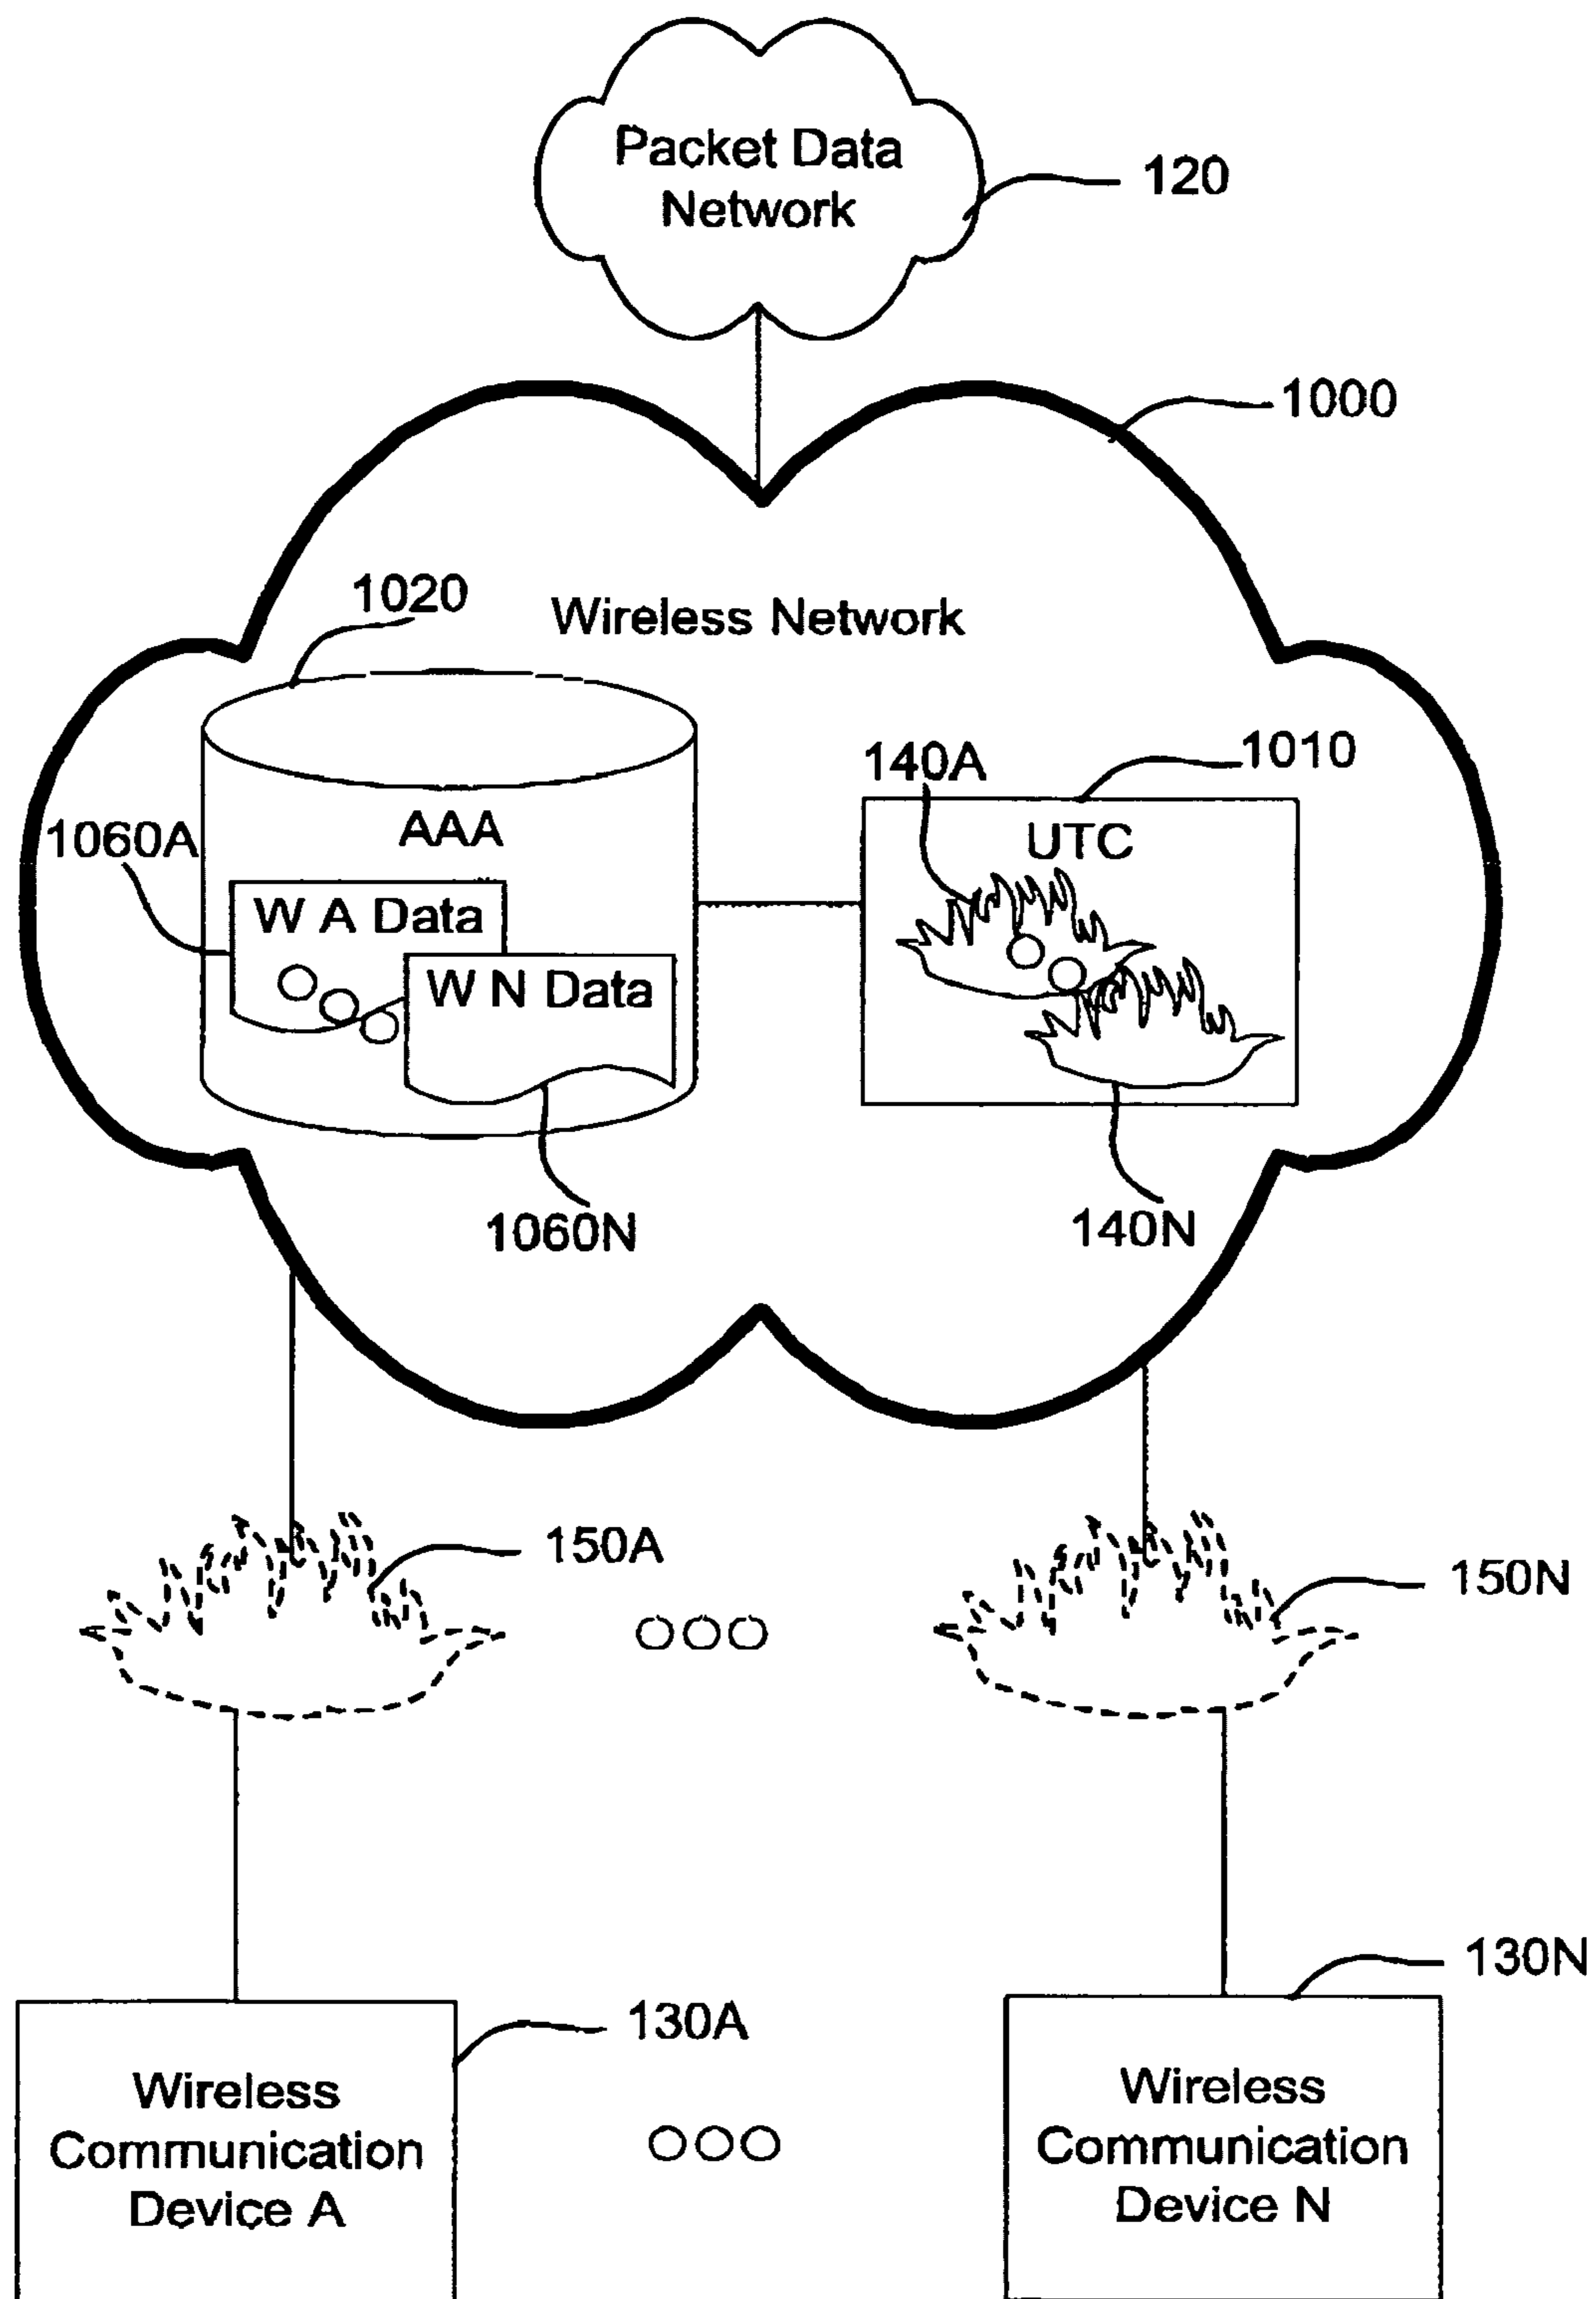 Packet Data
Network
120
1000
1020
Wireless Network
140A
1010
1060A
AAA
UTC
W A Data
W N Data
1060N
140N
150A
150N
130N
130A
Wireless
Communication
Device A
Wireless
Communication
Device N